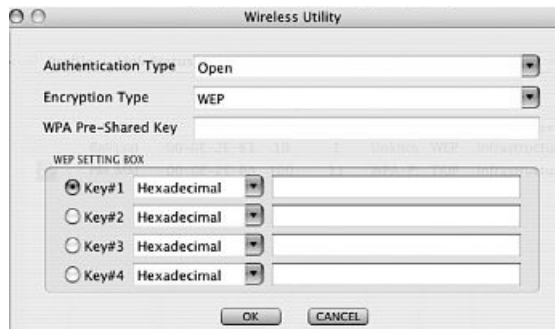 Wireless Utility
Authentication Type Open
Encryption Type WEP
WPA Pre-Shared Key
WEP SETTING BOX
Key#1 Hexadecimal
Key#2 Hexadecimal
Key#3 Hexadecimal
Key#4 Hexadecimal
OK CANCEL